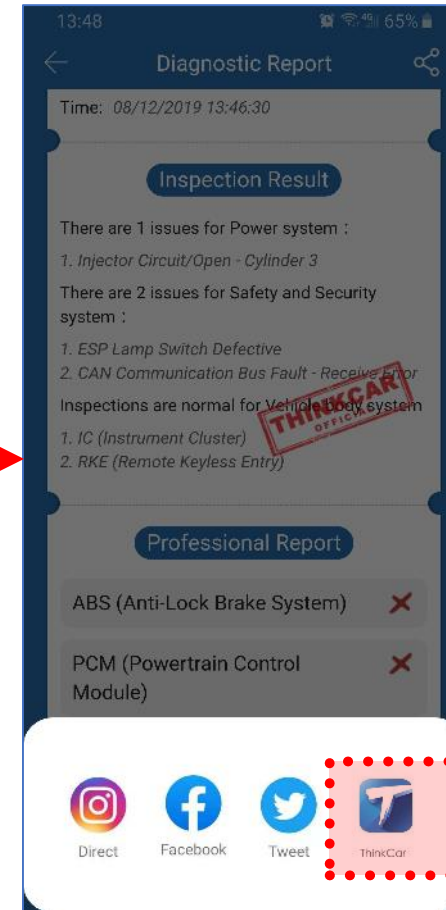 13:48
4G 65%
Diagnostic Report
Time: 08/12/2019 13:46:30
Inspection Result
There are 1 issues for Power system :
1. Injector Circuit/Open - Cylinder 3
There are 2 issues for Safety and Security
system :
1. ESP Lamp Switch Defective
2. CAN Communication Bus Fault - Receive Error
Inspections are normal for Vehicle body system
THINKCAR
OFFICIAL
1. IC (Instrument Cluster)
2. RKE (Remote Keyless Entry)
Professional Report
ABS (Anti-Lock Brake System)
PCM (Powertrain Control
Module)
Direct Facebook Tweet ThinkCar